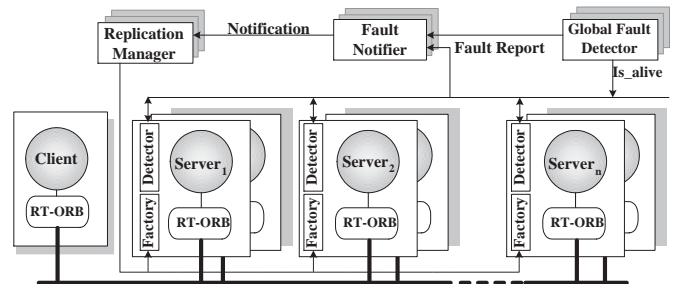 Replication
Manager
Notification
Fault
Notifier
Fault Report
Global Fault
Detector
Is_alive
Client
RT-ORB
Detector
Factory
Server1
RT-ORB
Detector
Factory
Server2
RT-ORB
Detector
Factory
Servern
RT-ORB